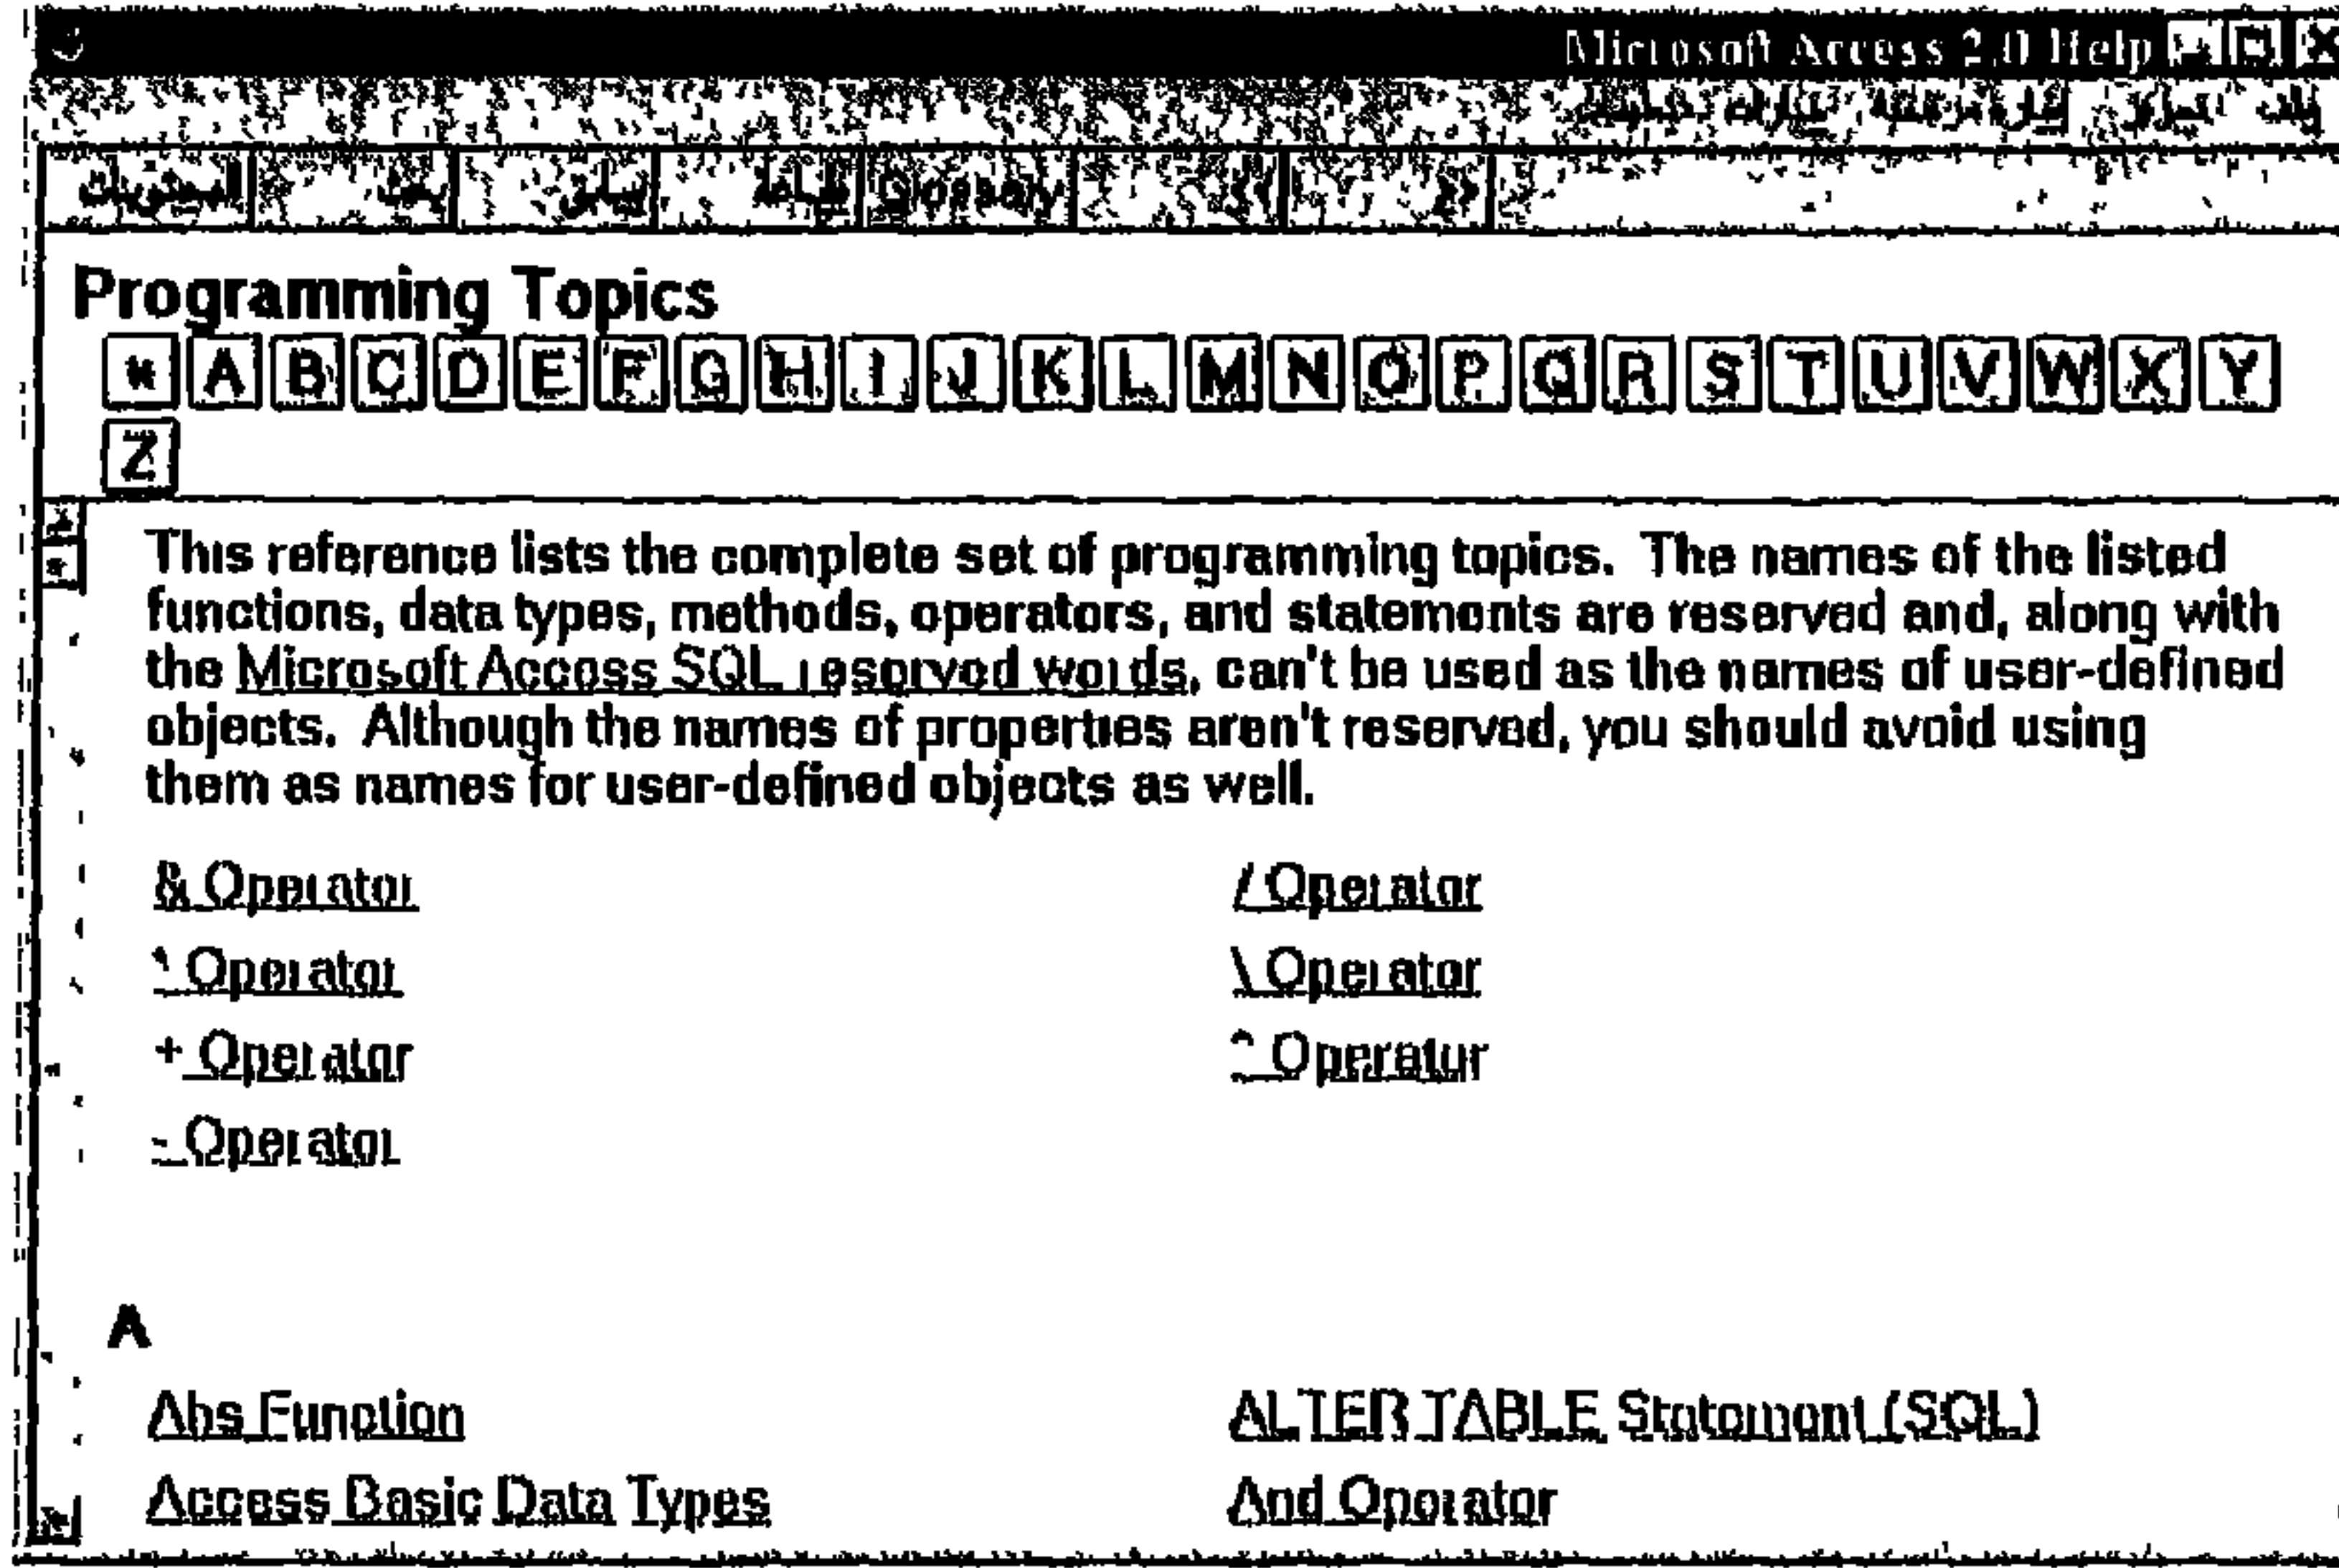 Microsoft Access 2.0 Help
المحتويات بحث السابق طباعة Glossary << >>
Programming Topics
* A B C D E F G H I J K L M N O P Q R S T U V W X Y
Z
This reference lists the complete set of programming topics. The names of the listed
functions, data types, methods, operators, and statements are reserved and, along with
the Microsoft Access SQL reserved words, can't be used as the names of user-defined
objects. Although the names of properties aren't reserved, you should avoid using
them as names for user-defined objects as well.
& Operator / Operator
* Operator \ Operator
+ Operator ^ Operator
- Operator
A
Abs Function ALTER TABLE Statement (SQL)
Access Basic Data Types And Operator